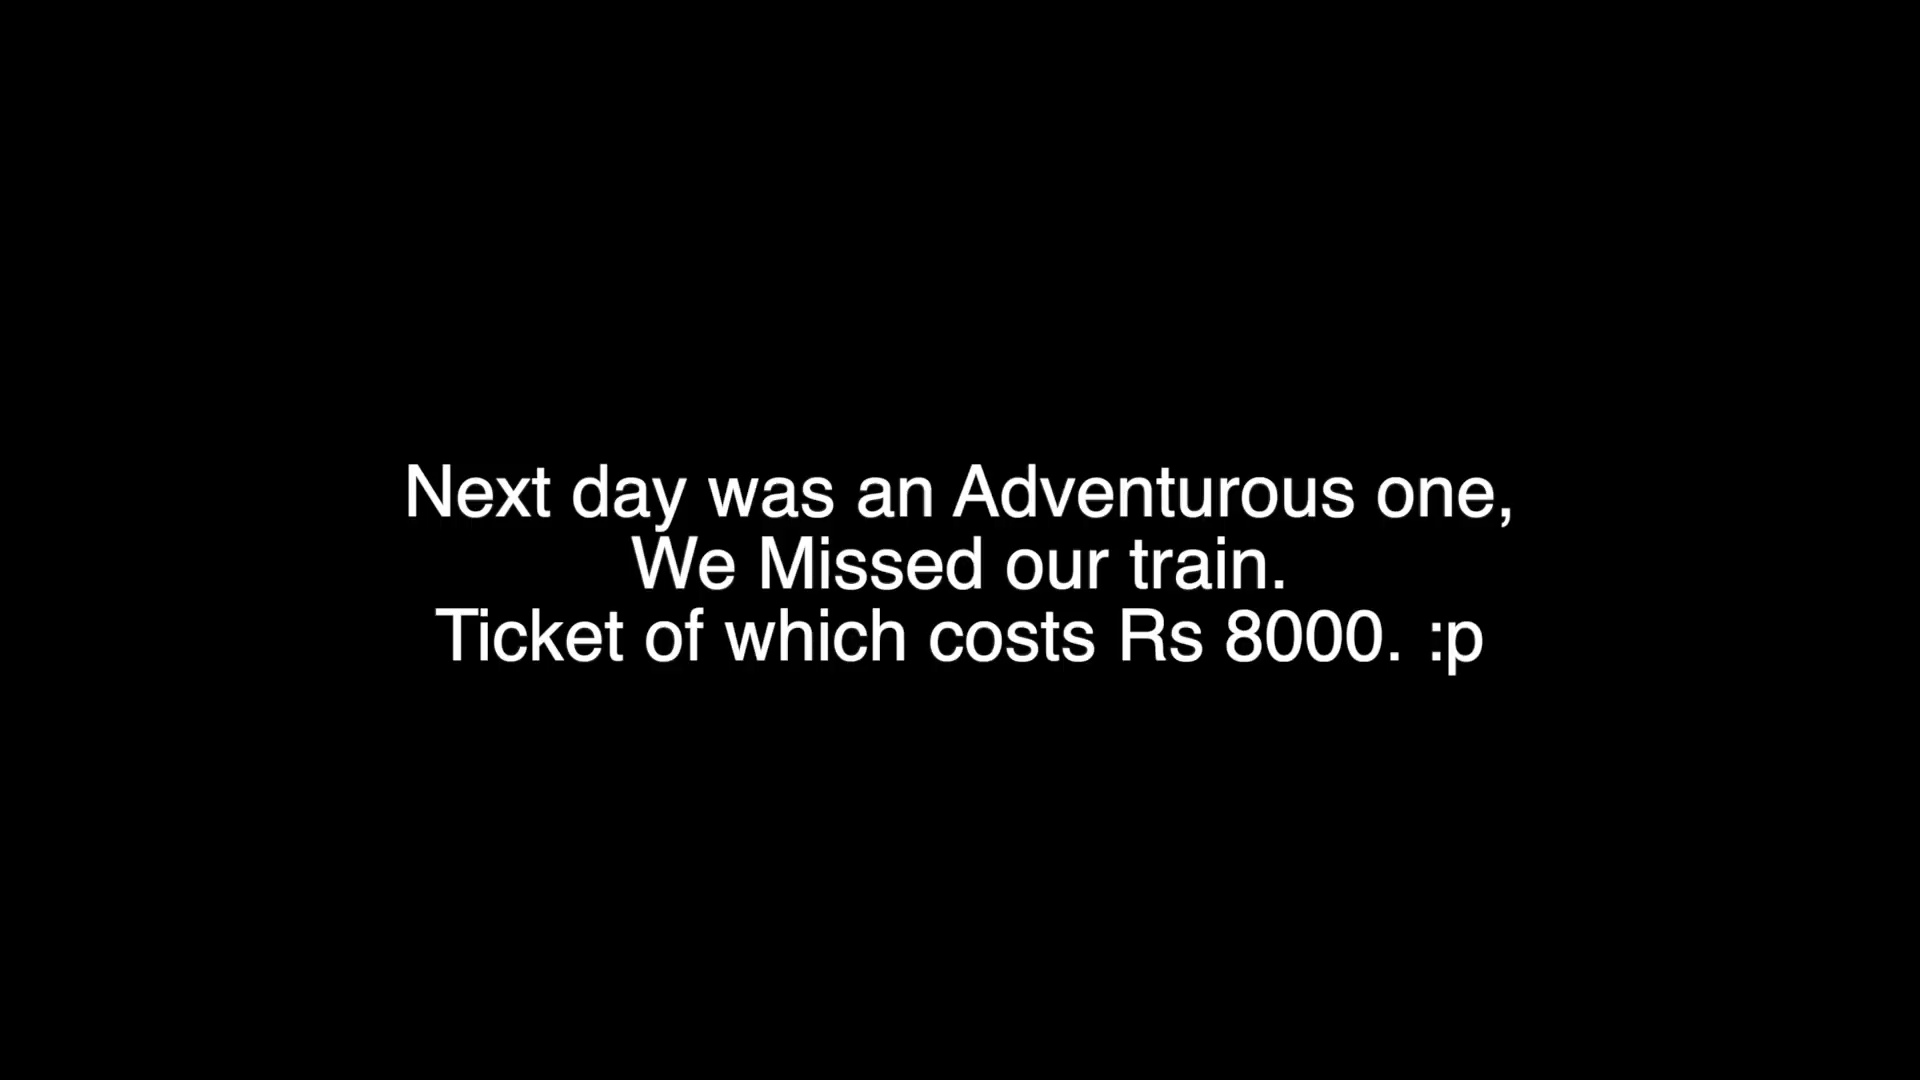 Next day was an Adventurous one,
We Missed our train.
Ticket of which costs Rs 8000. :p